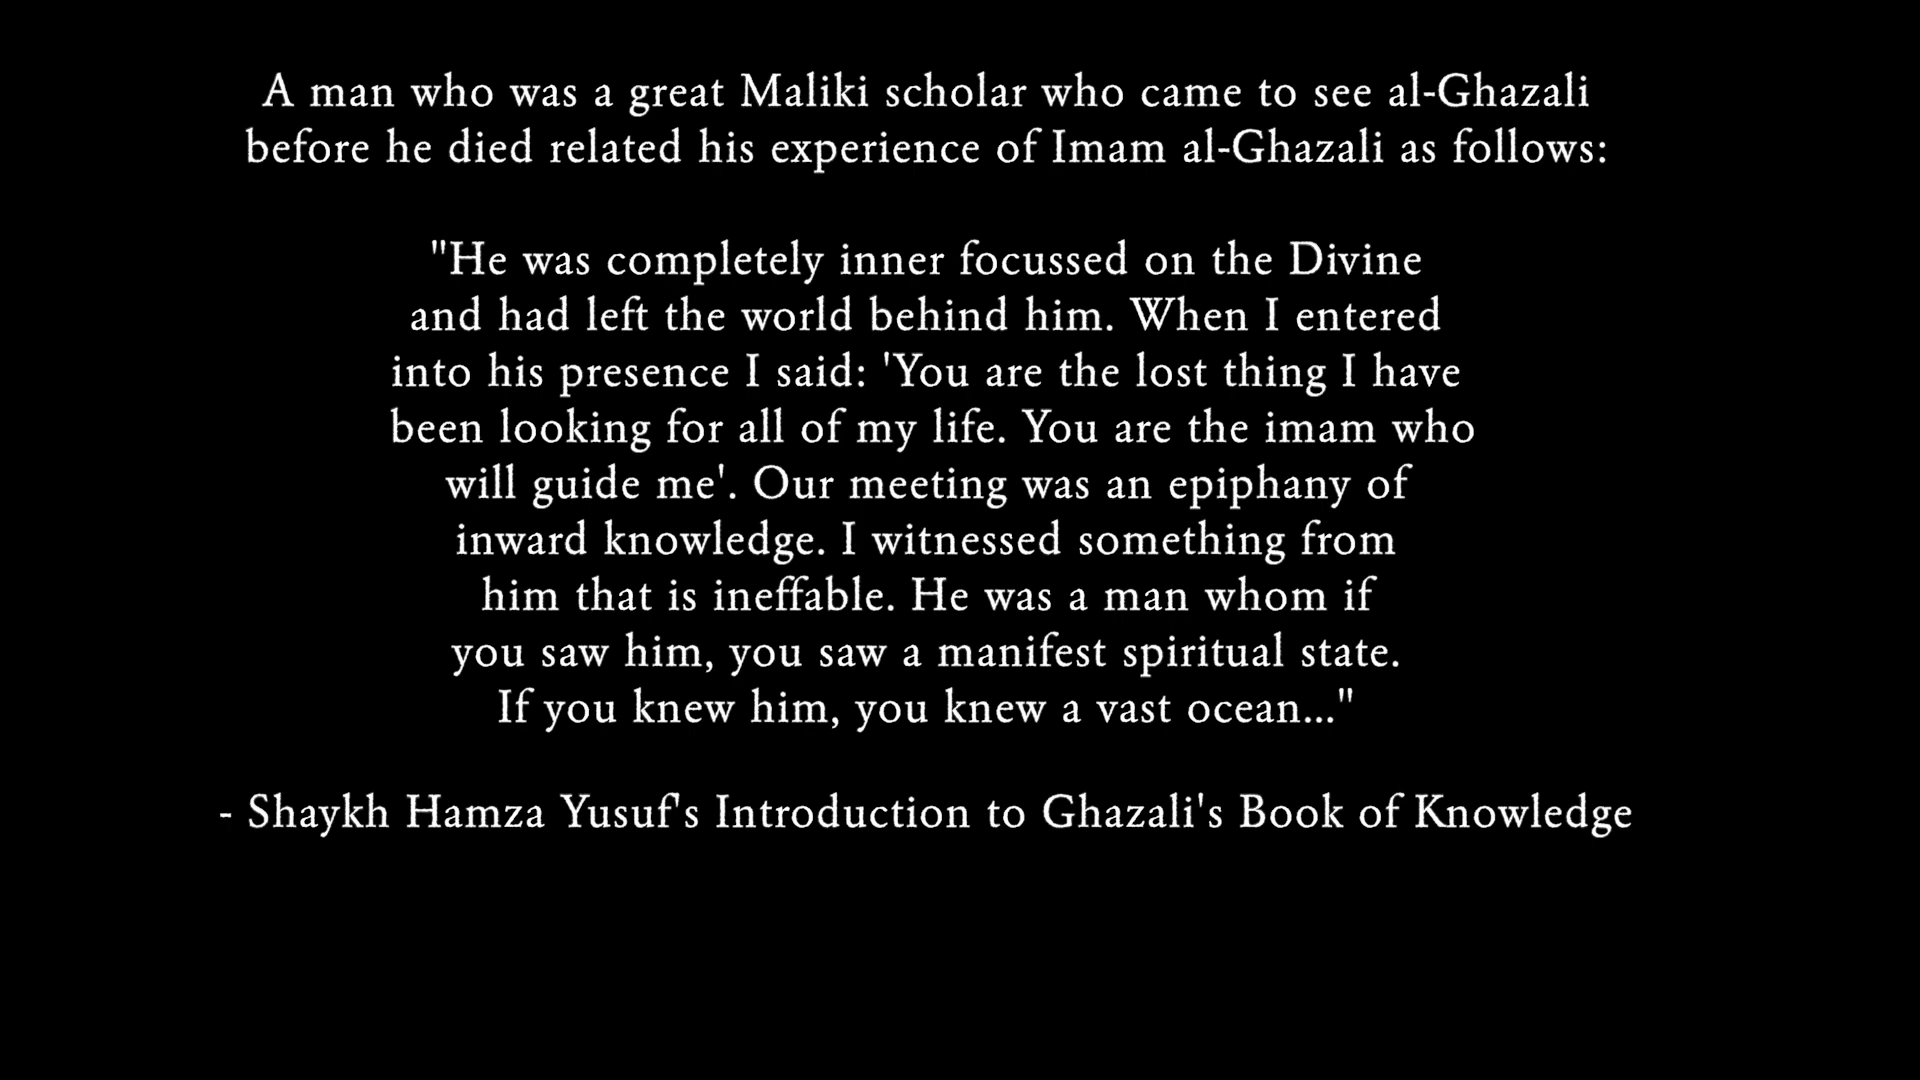 A man who was a great Maliki scholar who came to see al-Ghazali
before he died related his experience of Imam al-Ghazali as follows:
"He was completely inner focussed on the Divine
and had left the world behind him. When I entered
into his presence I said: 'You are the lost thing I have
been looking for all of my life. You are the imam who
will guide me'. Our meeting was an epiphany of
inward knowledge. I witnessed something from
him that is ineffable. He was a man whom if
you saw him, you saw a manifest spiritual state.
If you knew him, you knew a vast ocean..."
- Shaykh Hamza Yusuf's Introduction to Ghazali's Book of Knowledge